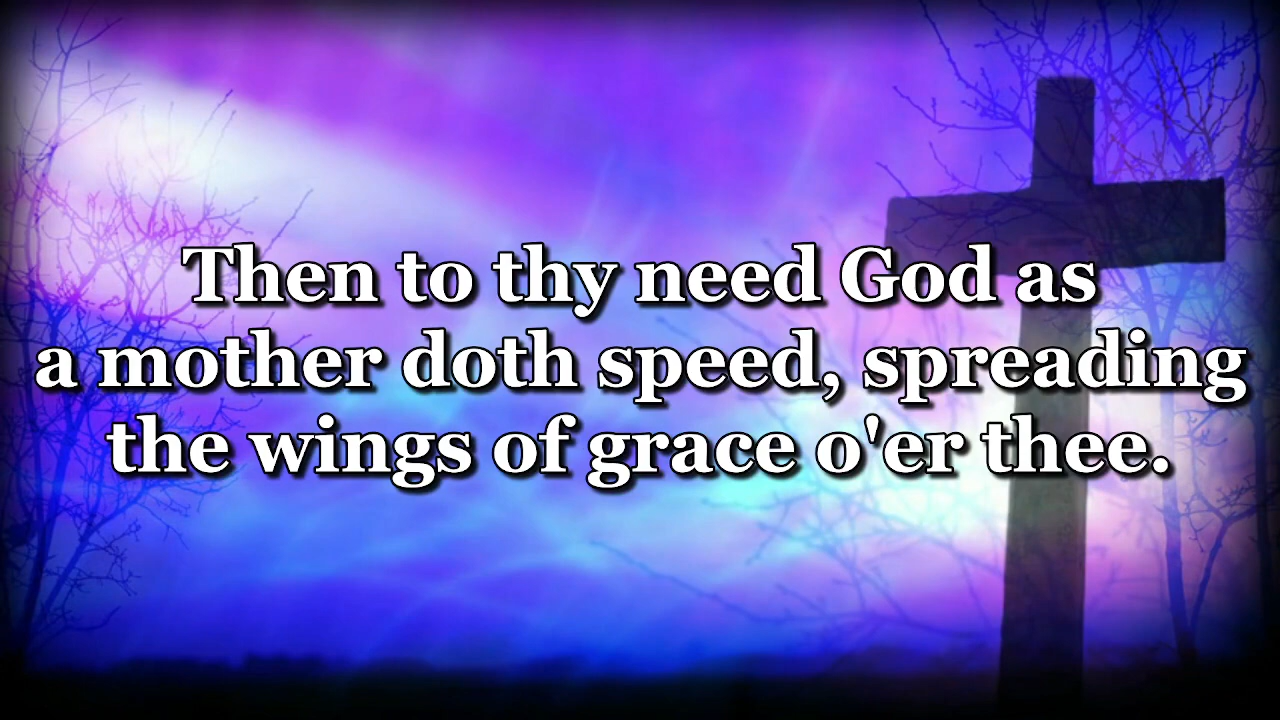 Then to thy need God as
a mother doth speed, spreading
the wings of grace o'er thee.